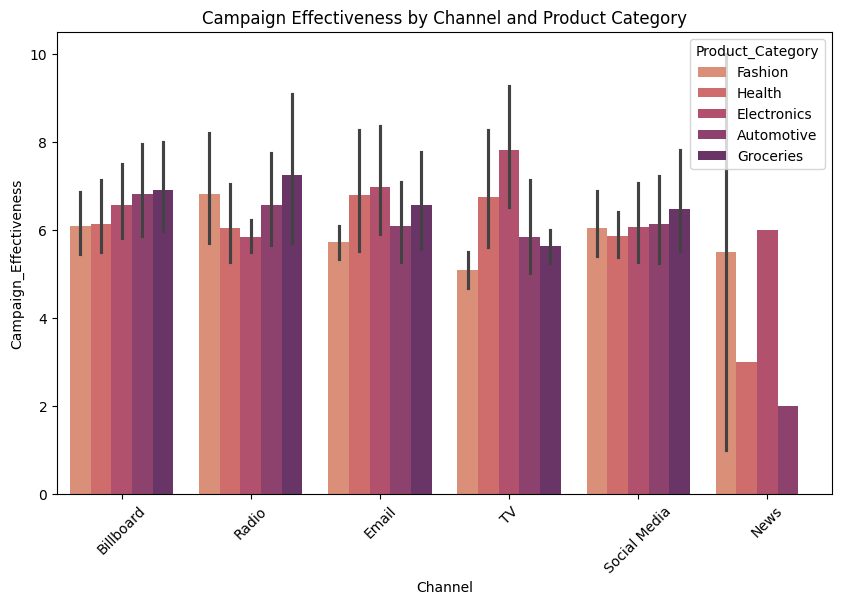 Campaign Effectiveness by Channel and Product Category
Product_Category
Fashion
Health
Electronics
Automotive
Groceries
Campaign_Effectiveness
10
8
6
4
2
0
Billboard
Radio
Email
TV
Social Media
News
Channel